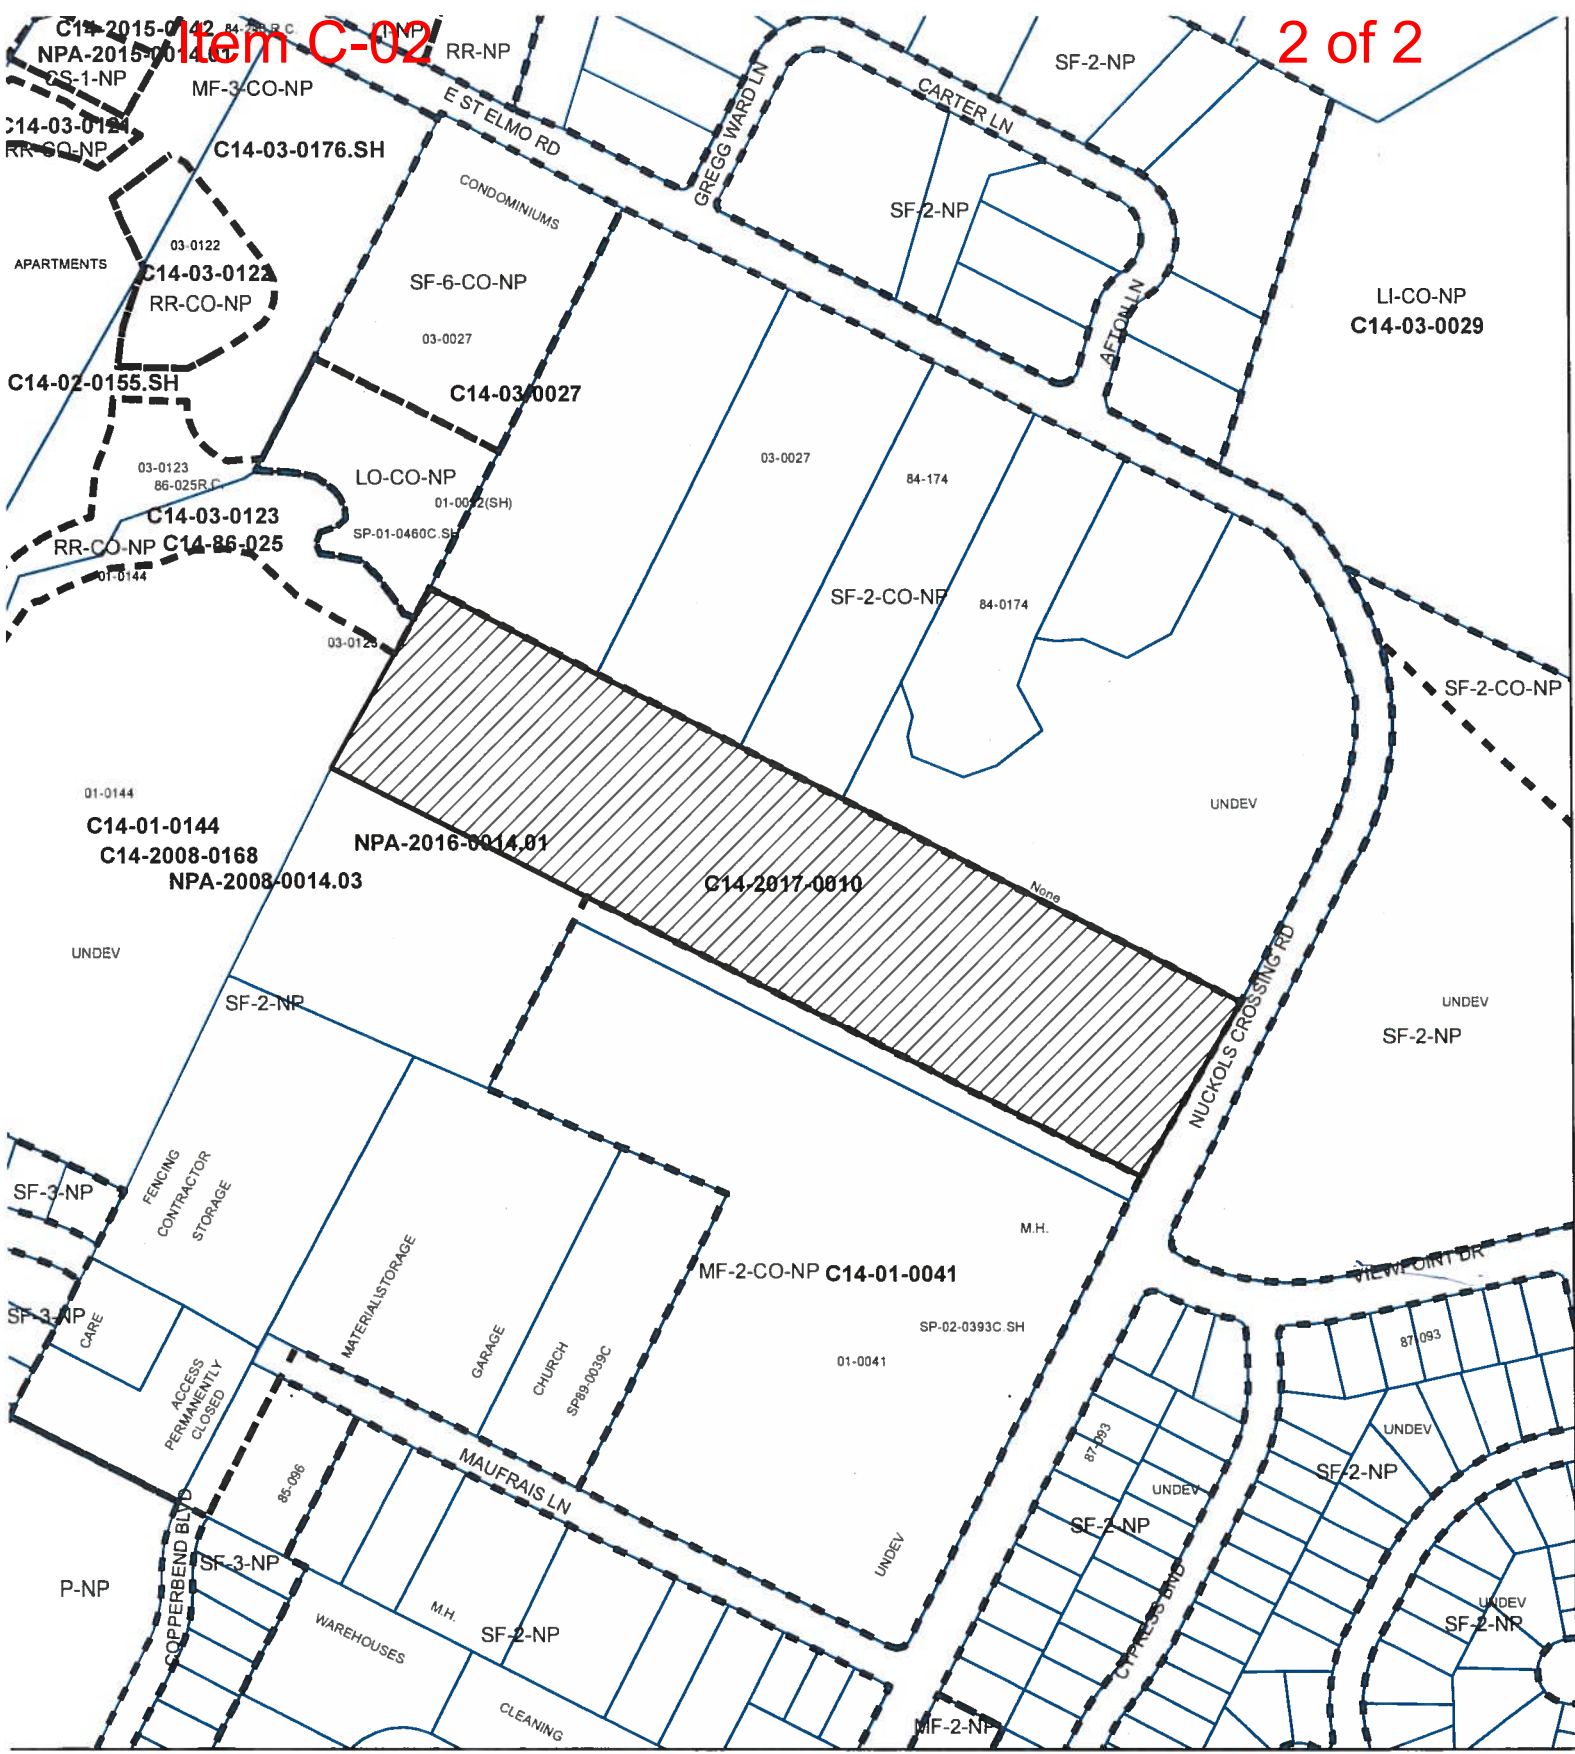 Item C-02
2 of 2
C14-2015-0142
NPA-2015-0014.01
CS-1-NP
LI-NP
RR-NP
MF-3-CO-NP
C14-03-0121
RR-CO-NP
C14-03-0176.SH
E ST ELMO RD
GREGG WARD LN
CARTER LN
SF-2-NP
CONDOMINIUMS
SF-2-NP
APARTMENTS
03-0122
C14-03-0122
RR-CO-NP
SF-6-CO-NP
03-0027
AFTON LN
LI-CO-NP
C14-03-0029
C14-02-0155.SH
C14-03-0027
03-0123
86-025R.C.
C14-03-0123
RR-CO-NP
C14-86-025
01-0144
LO-CO-NP
SP-01-0460C.SH
03-0027
84-174
SF-2-CO-NP
84-0174
03-0123
SF-2-CO-NP
01-0144
C14-01-0144
C14-2008-0168
NPA-2008-0014.03
NPA-2016-0014.01
C14-2017-0010
None
UNDEV
UNDEV
NUCKOLS CROSSING RD
UNDEV
SF-2-NP
SF-2-NP
FENCING
CONTRACTOR
STORAGE
SF-3-NP
SF-3-NP
CARE
ACCESS
PERMANENTLY
CLOSED
MATERIAL\STORAGE
GARAGE
CHURCH
SP89-0039C
M.H.
MF-2-CO-NP
C14-01-0041
SP-02-0393C.SH
01-0041
VIEWPOINT DR
87-093
87-093
UNDEV
UNDEV
SF-2-NP
SF-2-NP
UNDEV
MAUFRAIS LN
85-096
COPPERBEND BLVD
SF-3-NP
P-NP
WAREHOUSES
M.H.
SF-2-NP
CLEANING
CYPRESS BND
UNDEV
SF-2-NP
MF-2-NP